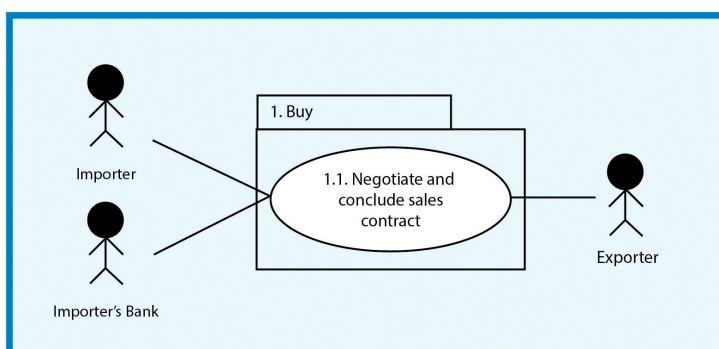 1. Buy
Importer
1.1. Negotiate and
conclude sales
contract
Exporter
Importer's Bank